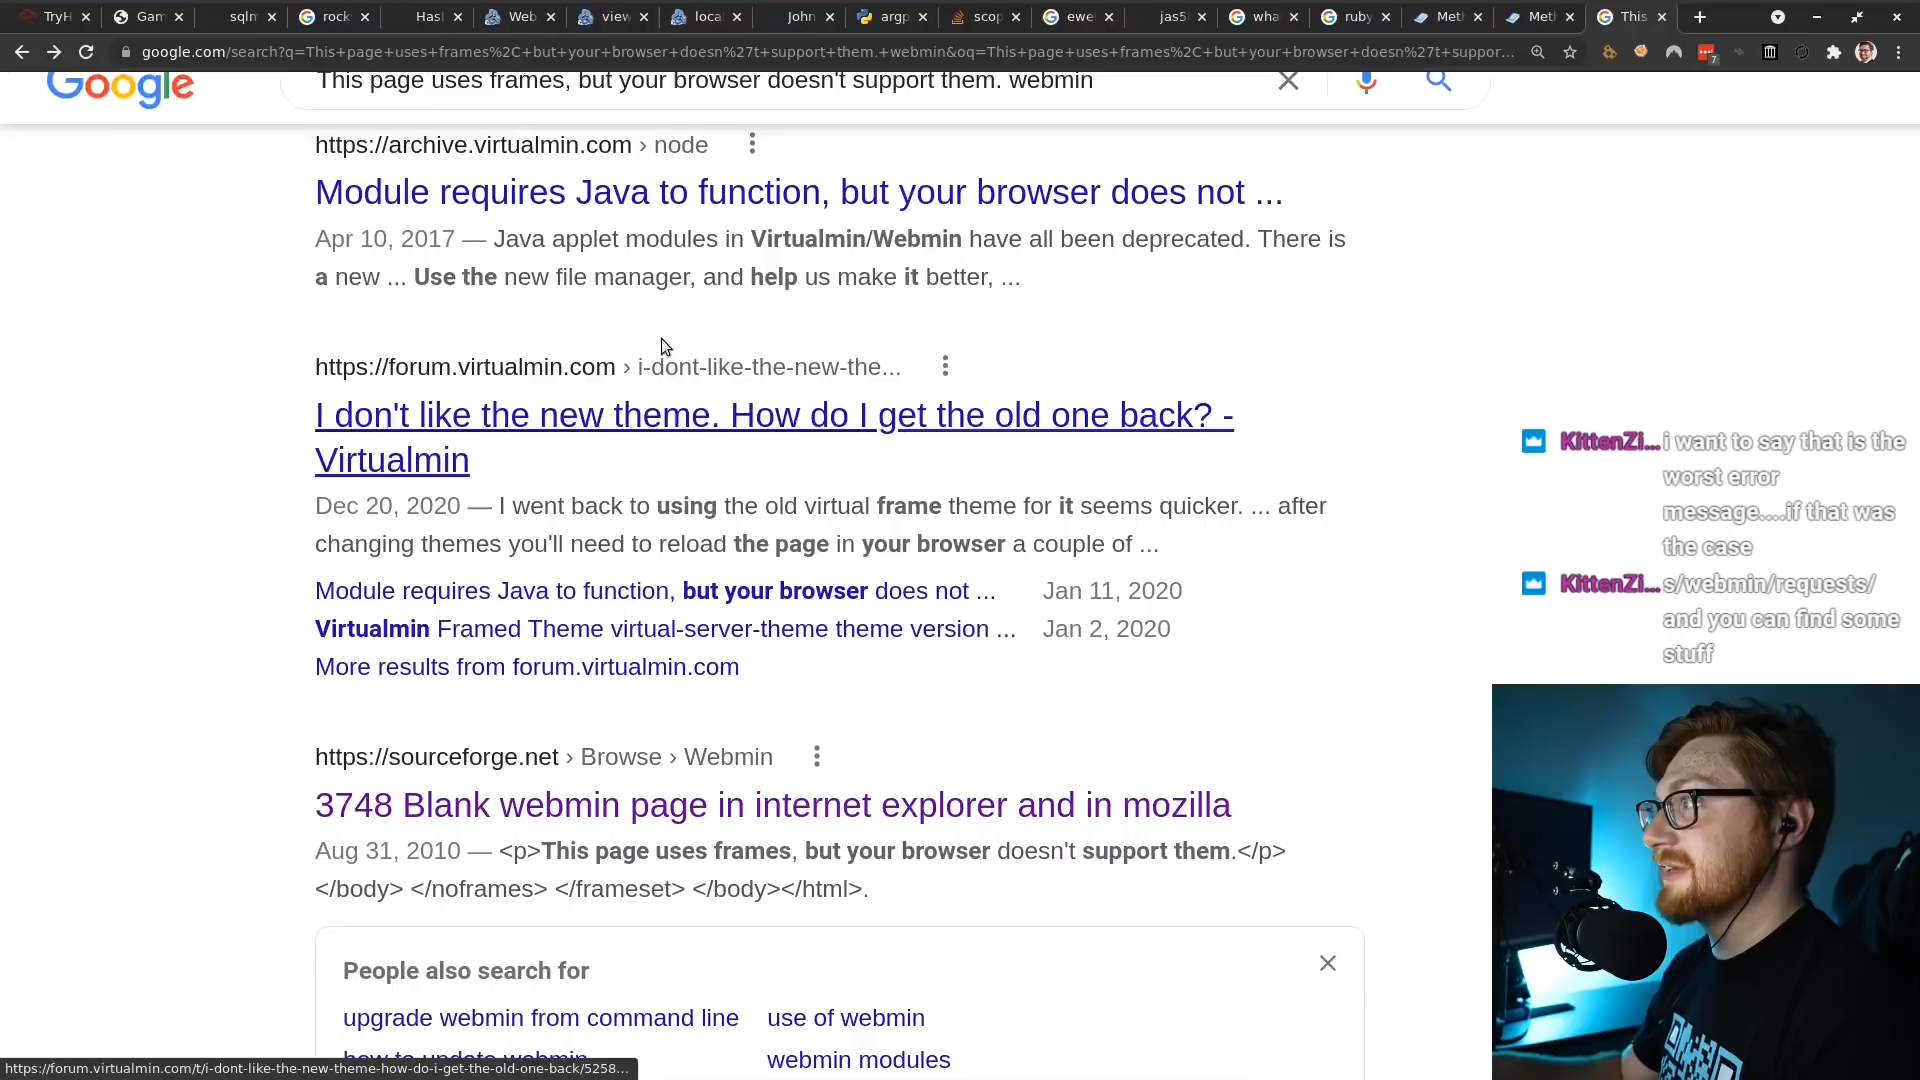 TryH
Gam
sqlm
rock
Hasl
Web
view
loca
John
argp
scop
ewe
jas5
wha
ruby
Meth
Meth
This
google.com/search?q=This+page+uses+frames%2C+but+your+browser+doesn%27t+support+them.+webmin&oq=This+page+uses+frames%2C+but+your+browser+doesn%27t+suppor...
7
Google
This page uses frames, but your browser doesn't support them. webmin
https://archive.virtualmin.com › node
Module requires Java to function, but your browser does not ...
Apr 10, 2017 — Java applet modules in Virtualmin/Webmin have all been deprecated. There is
a new ... Use the new file manager, and help us make it better, ...
https://forum.virtualmin.com › i-dont-like-the-new-the...
I don't like the new theme. How do I get the old one back? -
Virtualmin
Dec 20, 2020 — I went back to using the old virtual frame theme for it seems quicker. ... after
changing themes you'll need to reload the page in your browser a couple of ...
Module requires Java to function, but your browser does not ... Jan 11, 2020
Virtualmin Framed Theme virtual-server-theme theme version ... Jan 2, 2020
More results from forum.virtualmin.com
https://sourceforge.net › Browse › Webmin
3748 Blank webmin page in internet explorer and in mozilla
Aug 31, 2010 — <p>This page uses frames, but your browser doesn't support them.</p>
</body> </noframes> </frameset> </body></html>.
People also search for
upgrade webmin from command line
use of webmin
how to update webmin
webmin modules
https://forum.virtualmin.com/t/i-dont-like-the-new-theme-how-do-i-get-the-old-one-back/5258...
KittenZi... i want to say that is the
worst error
message....if that was
the case
KittenZi... s/webmin/requests/
and you can find some
stuff